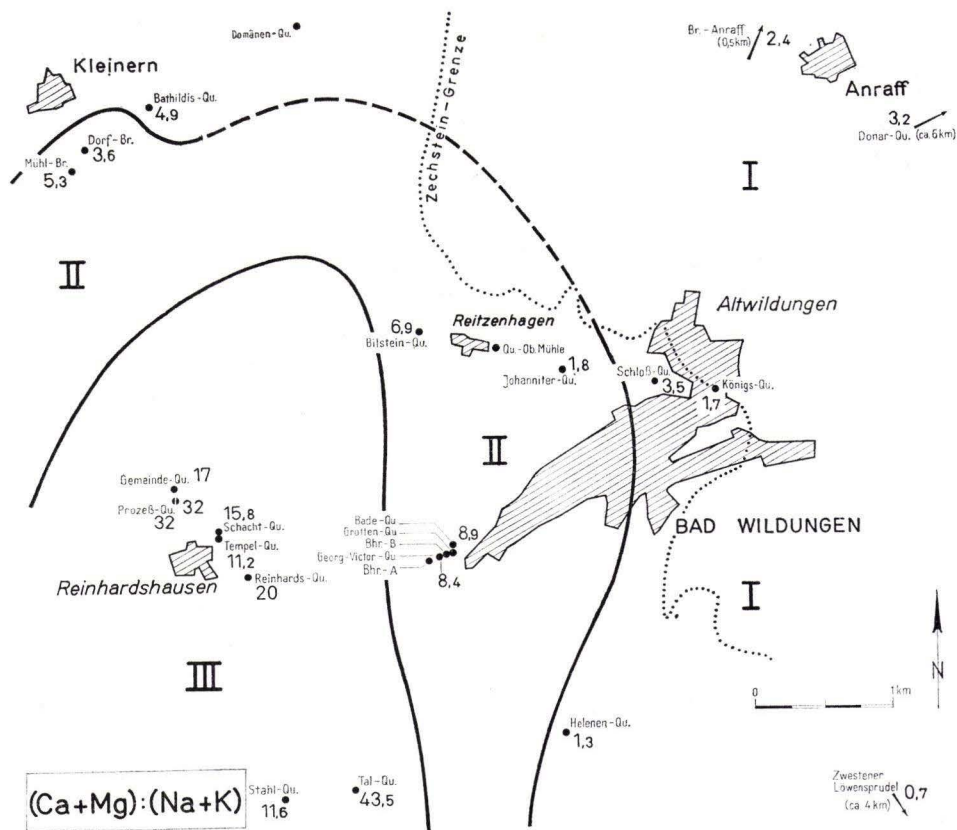 Domänen-Qu.
Kleinern
Bathildis-Qu.
4,9
Dorf-Br.
3,6
Mühl-Br.
5,3
Zechstein-Grenze
Br.-Anraff
(0,5km)
2,4
Anraff
3,2
Donar-Qu. (ca.6km)
I
II
6,9
Bilstein-Qu.
Reitzenhagen
Qu.-Ob.Mühle
1,8
Johanniter-Qu.
Altwildungen
Schloß-Qu.
3,5
Königs-Qu.
1,7
II
Gemeinde-Qu. 17
Prozeß-Qu. 32
32
15,8
Schacht-Qu.
Tempel-Qu.
11,2
Reinhards-Qu.
20
Reinhardshausen
Bade-Qu
Grotten-Qu
Bhr.-B
Georg-Victor-Qu
Bhr.-A
8,9
8,4
BAD WILDUNGEN
I
III
N
0 1km
Helenen-Qu.
1,3
Stahl-Qu.
11,6
Tal-Qu.
43,5
Zwestener
Löwensprudel
(ca. 4km)
0,7
(Ca+Mg):(Na+K)